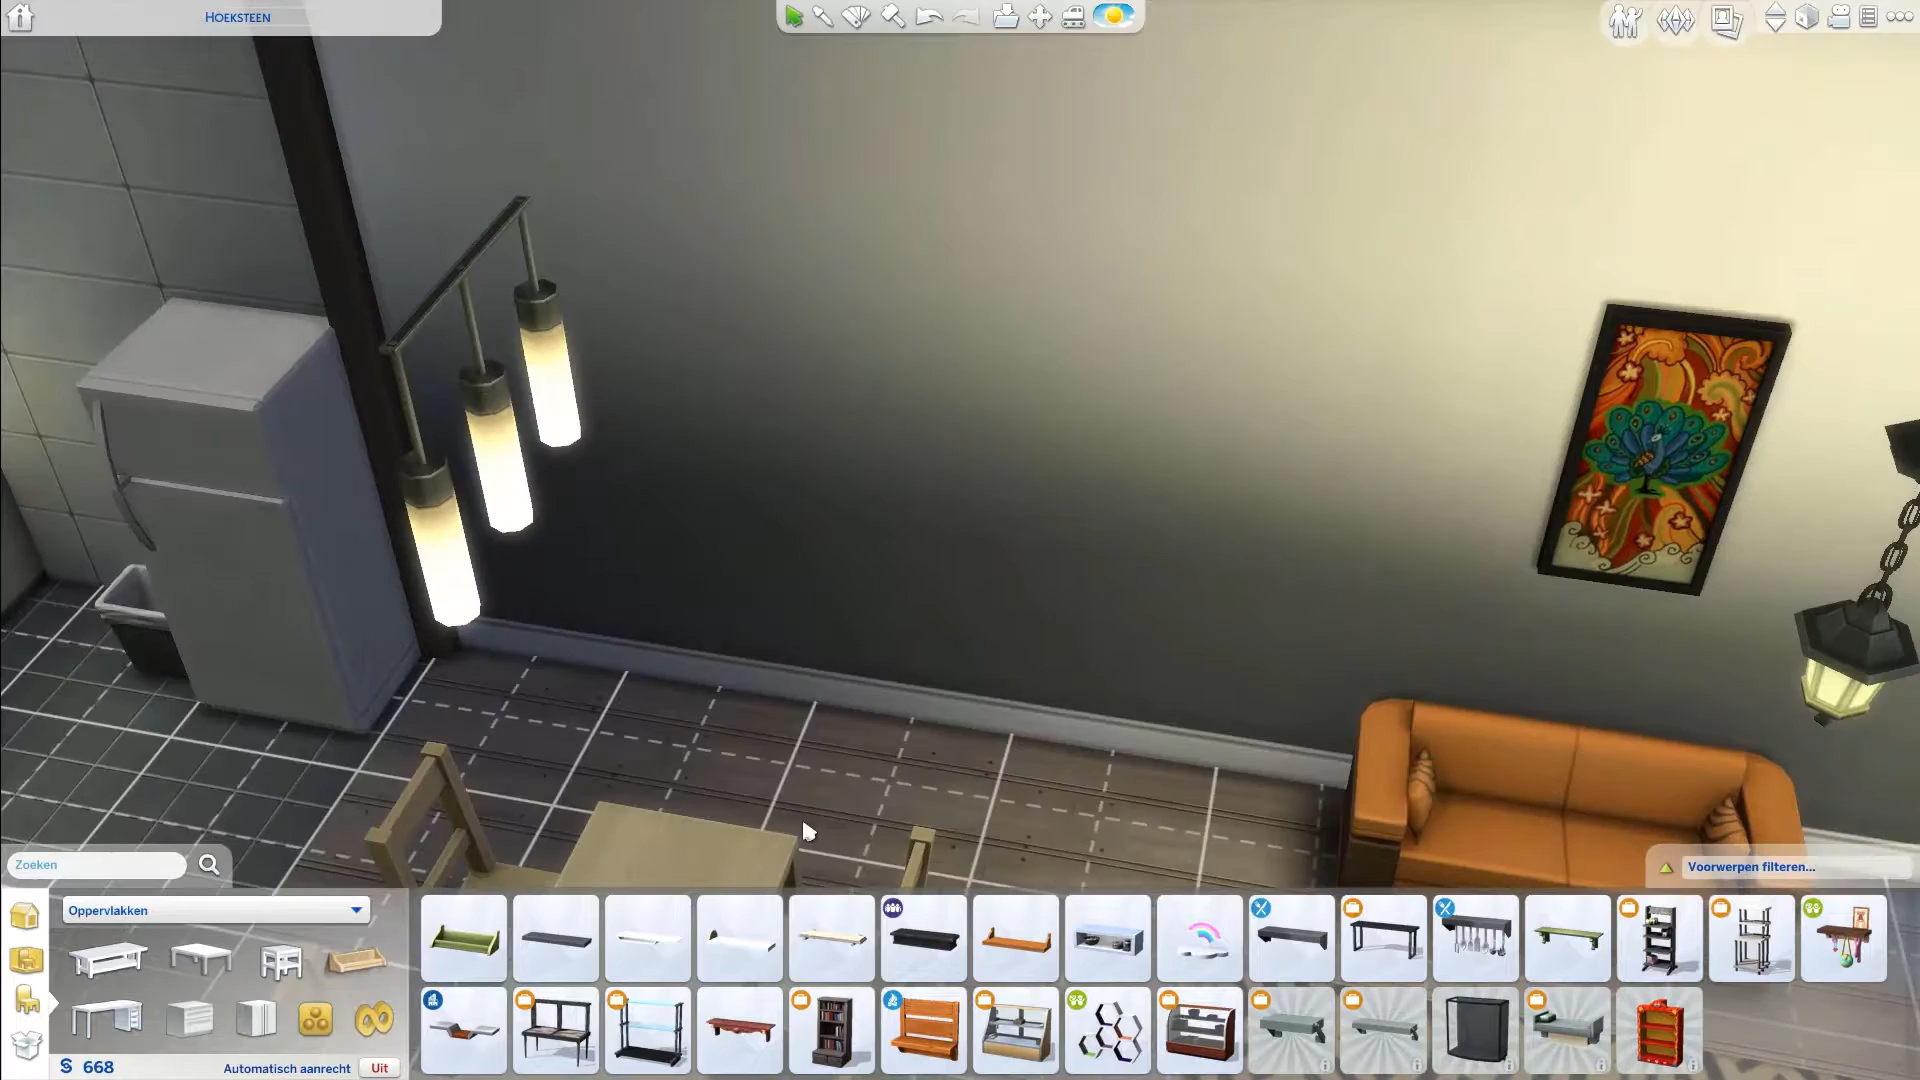 Hoeksteen
Zoeken
Voorwerpen filteren...
Oppervlakken
668
Automatisch aanrecht
Uit